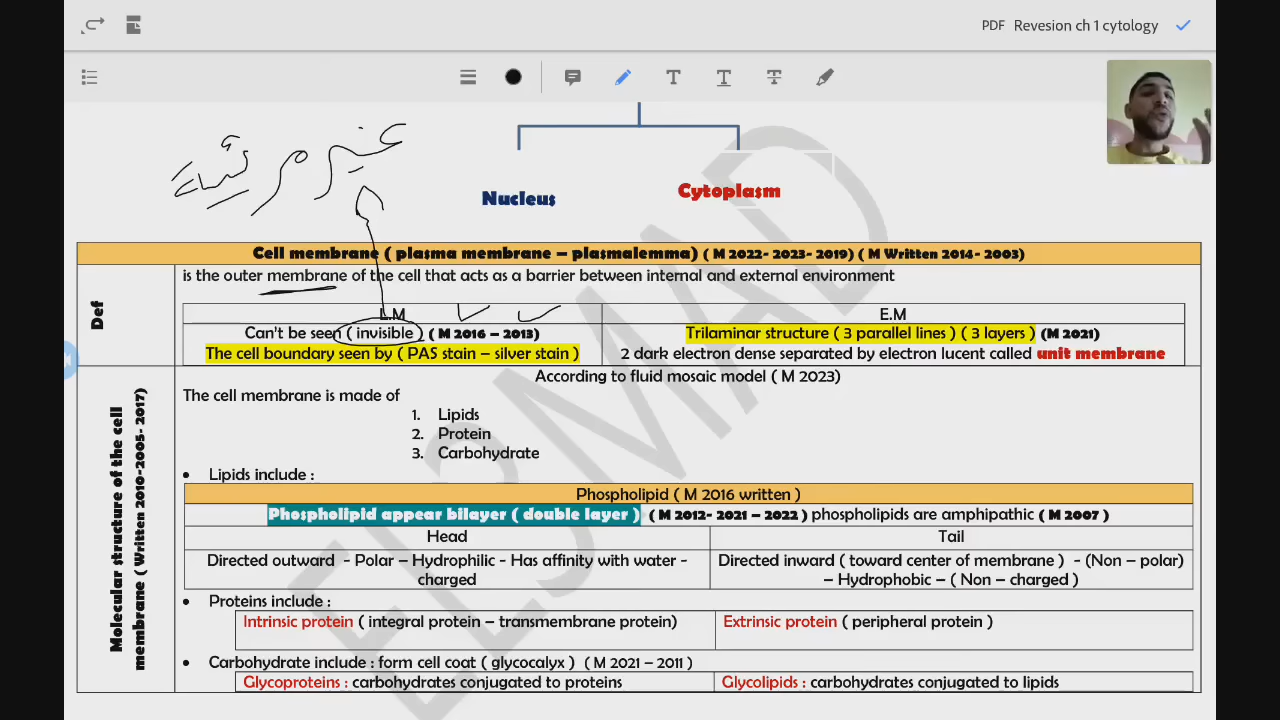 PDF Revesion ch 1 cytology
غير مرئية
Nucleus
Cytoplasm
Cell membrane ( plasma membrane – plasmalemma) ( M 2022- 2023- 2019) ( M Written 2014- 2003)
Def
is the outer membrane of the cell that acts as a barrier between internal and external environment
L.M
E.M
Can't be seen ( invisible ) ( M 2016 – 2013)
Trilaminar structure ( 3 parallel lines ) ( 3 layers ) (M 2021)
The cell boundary seen by ( PAS stain – silver stain )
2 dark electron dense separated by electron lucent called unit membrane
Molecular structure of the cell
membrane ( Written 2010-2005- 2017)
According to fluid mosaic model ( M 2023)
The cell membrane is made of
1. Lipids
2. Protein
3. Carbohydrate
• Lipids include :
Phospholipid ( M 2016 written )
Phospholipid appear bilayer ( double layer ) ( M 2012- 2021 – 2022 ) phospholipids are amphipathic ( M 2007 )
Head
Tail
Directed outward - Polar – Hydrophilic - Has affinity with water -
charged
Directed inward ( toward center of membrane ) - (Non – polar)
– Hydrophobic – ( Non – charged )
• Proteins include :
Intrinsic protein ( integral protein – transmembrane protein)
Extrinsic protein ( peripheral protein )
• Carbohydrate include : form cell coat ( glycocalyx ) ( M 2021 – 2011 )
Glycoproteins : carbohydrates conjugated to proteins
Glycolipids : carbohydrates conjugated to lipids